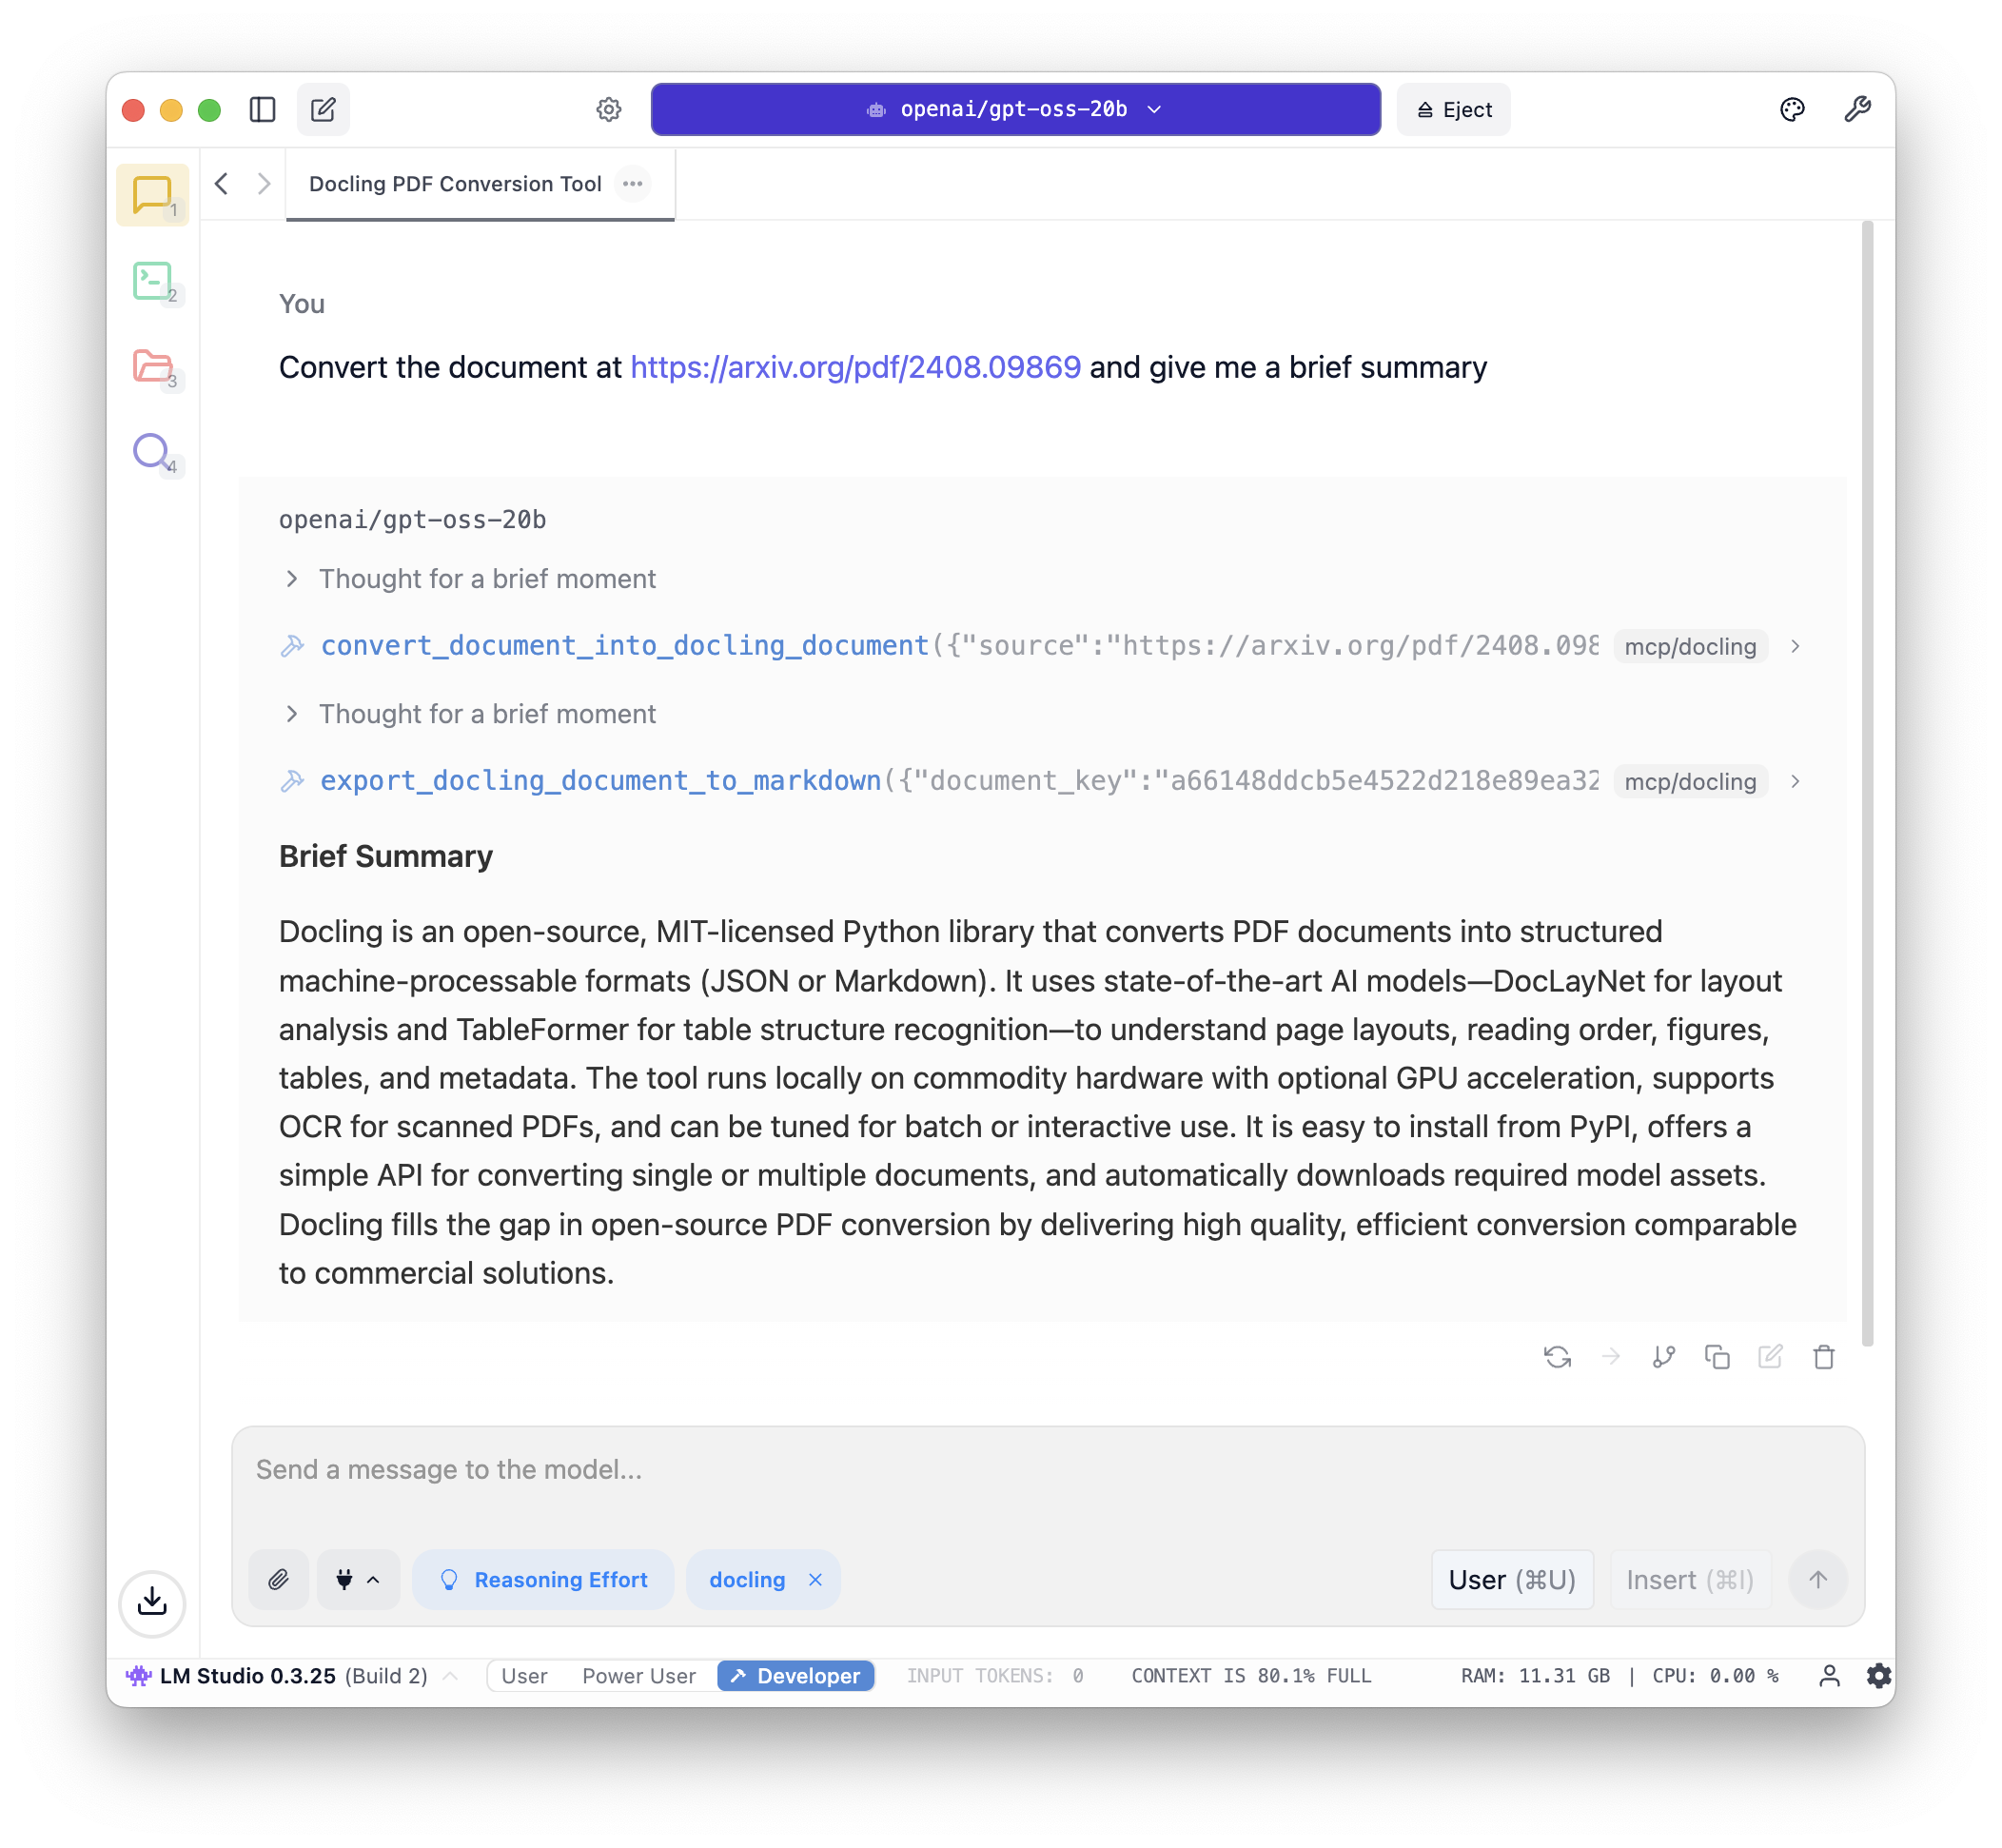 openai/gpt-oss-20b
Eject
Docling PDF Conversion Tool
1
2
3
4
You
Convert the document at https://arxiv.org/pdf/2408.09869 and give me a brief summary
openai/gpt-oss-20b
Thought for a brief moment
convert_document_into_docling_document({"source":"https://arxiv.org/pdf/2408.098 mcp/docling
Thought for a brief moment
export_docling_document_to_markdown({"document_key":"a66148ddcb5e4522d218e89ea32 mcp/docling
Brief Summary
Docling is an open-source, MIT-licensed Python library that converts PDF documents into structured
machine-processable formats (JSON or Markdown). It uses state-of-the-art AI models—DocLayNet for layout
analysis and TableFormer for table structure recognition—to understand page layouts, reading order, figures,
tables, and metadata. The tool runs locally on commodity hardware with optional GPU acceleration, supports
OCR for scanned PDFs, and can be tuned for batch or interactive use. It is easy to install from PyPI, offers a
simple API for converting single or multiple documents, and automatically downloads required model assets.
Docling fills the gap in open-source PDF conversion by delivering high quality, efficient conversion comparable
to commercial solutions.
Send a message to the model...
Reasoning Effort docling User (⌘U) Insert (⌘I)
LM Studio 0.3.25 (Build 2) User Power User Developer INPUT TOKENS: 0 CONTEXT IS 80.1% FULL RAM: 11.31 GB | CPU: 0.00 %